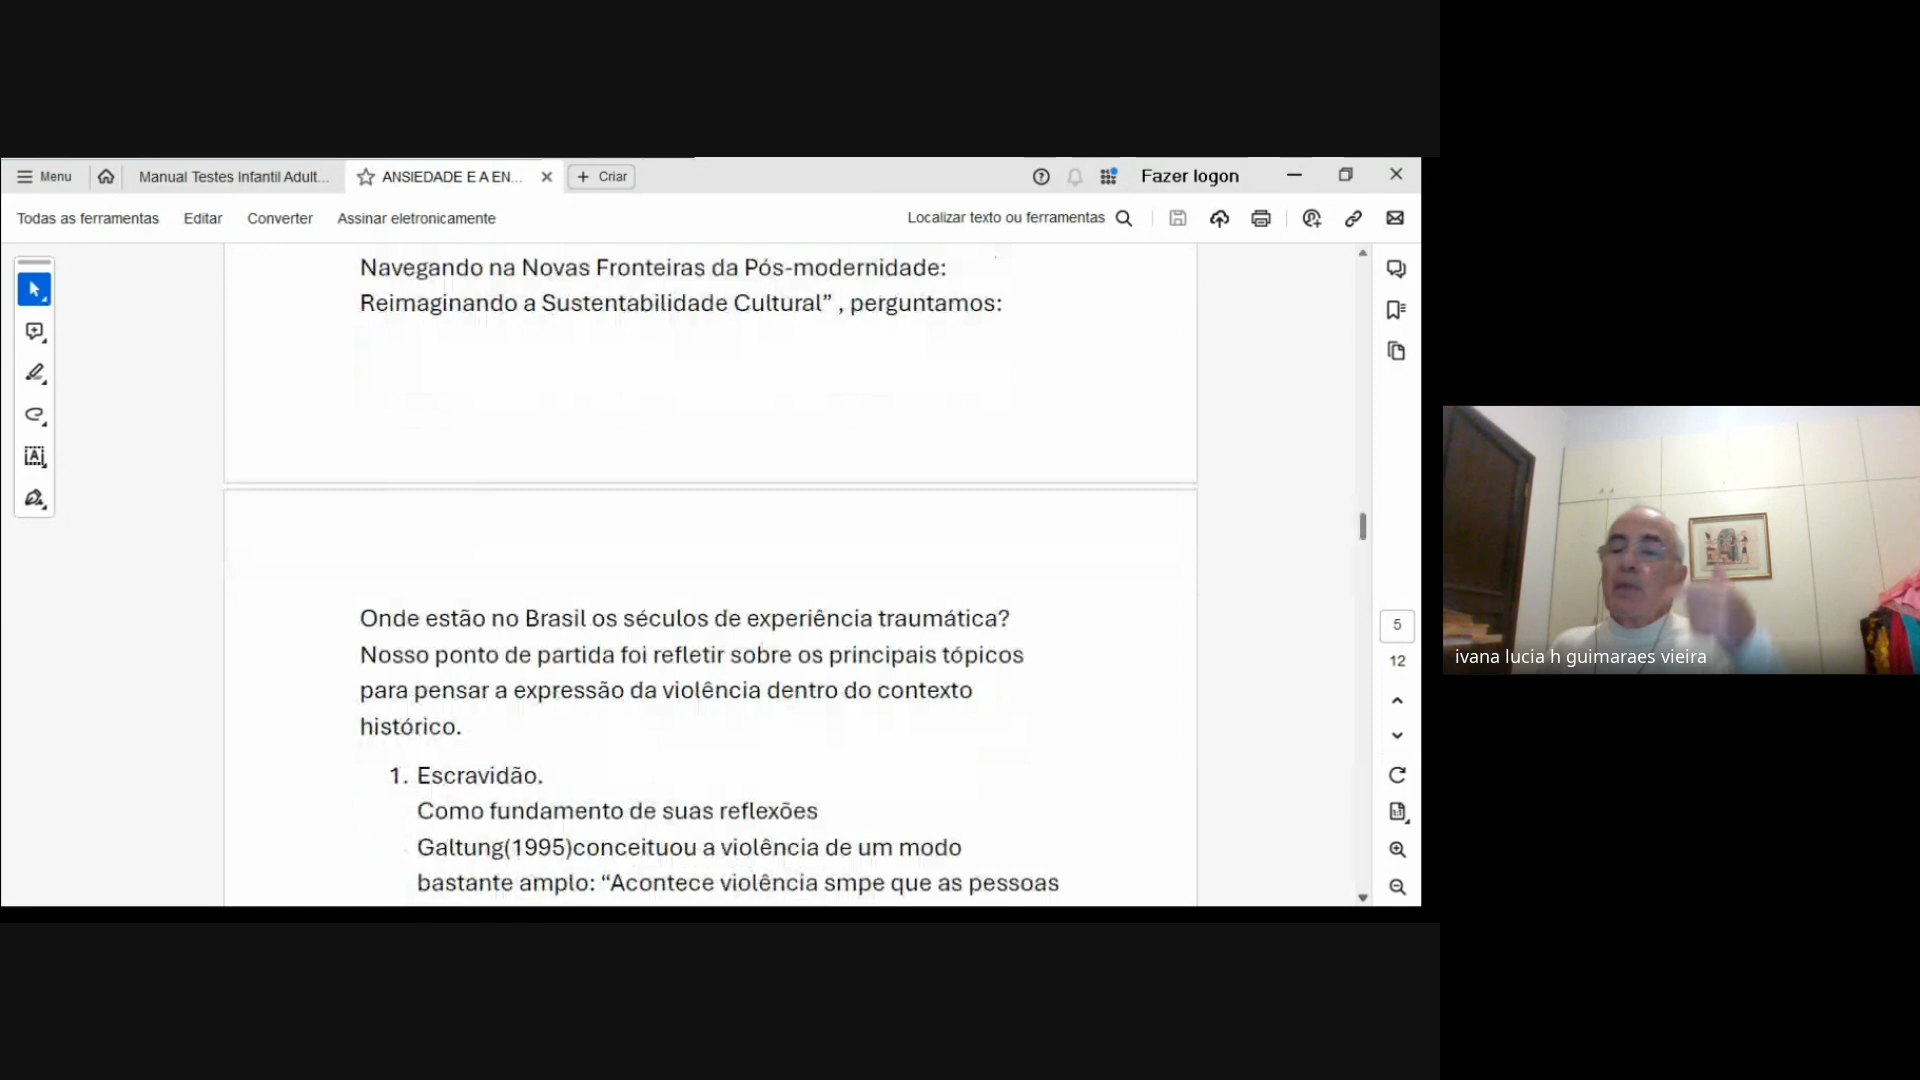 Menu
Manual Testes Infantil Adult...
ANSIEDADE E A EN...
Criar
Fazer logon
Todas as ferramentas
Editar
Converter
Assinar eletronicamente
Localizar texto ou ferramentas
Navegando na Novas Fronteiras da Pós-modernidade:
Reimaginando a Sustentabilidade Cultural” , perguntamos:
Onde estão no Brasil os séculos de experiência traumática?
Nosso ponto de partida foi refletir sobre os principais tópicos
para pensar a expressão da violência dentro do contexto
histórico.
1. Escravidão.
Como fundamento de suas reflexões
Galtung(1995)conceituou a violência de um modo
bastante amplo: “Acontece violência smpe que as pessoas
5
12
ivana lucia h guimaraes vieira